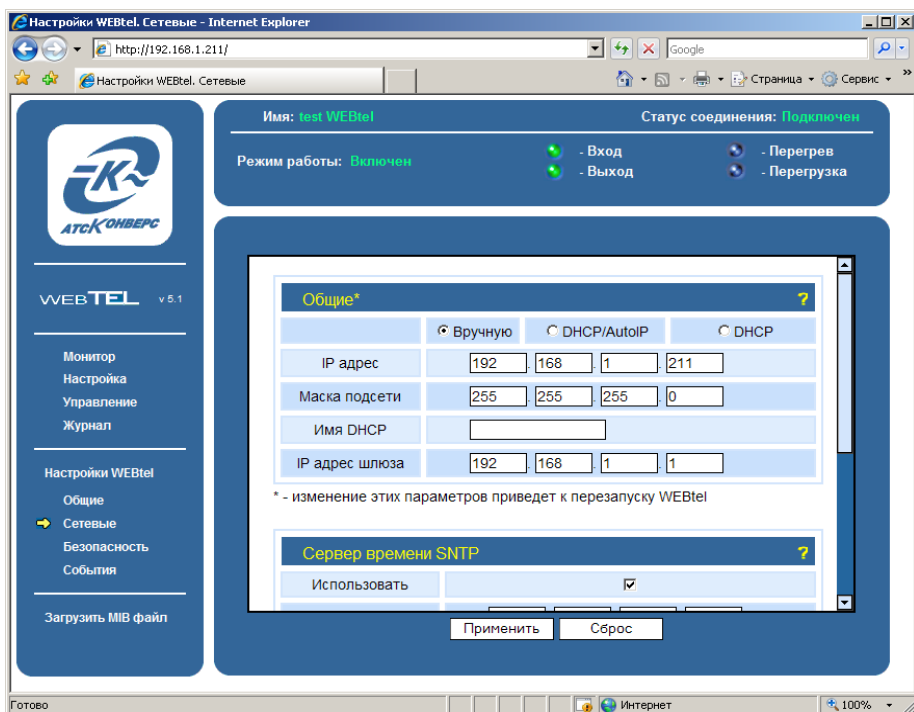 Настройки WEBtel. Сетевые - Internet Explorer
http://192.168.1.211/
Google
Настройки WEBtel. Сетевые
Страница
Сервис
»
Имя: test WEBtel
Статус соединения: Подключен
Режим работы: Включен
- Вход
- Перегрев
- Выход
- Перегрузка
К
АТСКОНВЕРС
WEBTEL v 5.1
Монитор
Настройка
Управление
Журнал
Настройки WEBtel
Общие
Сетевые
Безопасность
События
Загрузить MIB файл
Общие* ?
Вручную DHCP/AutoIP DHCP
IP адрес 192 . 168 . 1 . 211
Маска подсети 255 . 255 . 255 . 0
Имя DHCP
IP адрес шлюза 192 . 168 . 1 . 1
* - изменение этих параметров приведет к перезапуску WEBtel
Сервер времени SNTP ?
Использовать
Применить Сброс
Готово
Интернет
100%